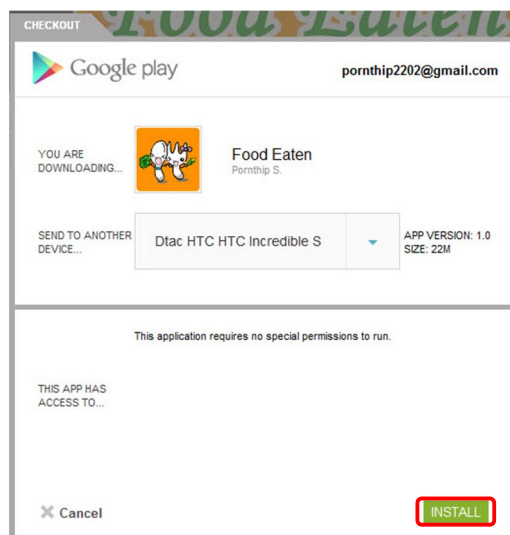 Food Eaten
CHECKOUT
Google play
pornthip2202@gmail.com
YOU ARE
DOWNLOADING...
Food Eaten
Pornthip S.
SEND TO ANOTHER
DEVICE...
Dtac HTC HTC Incredible S
APP VERSION: 1.0
SIZE: 22M
This application requires no special permissions to run.
THIS APP HAS
ACCESS TO...
Cancel
INSTALL